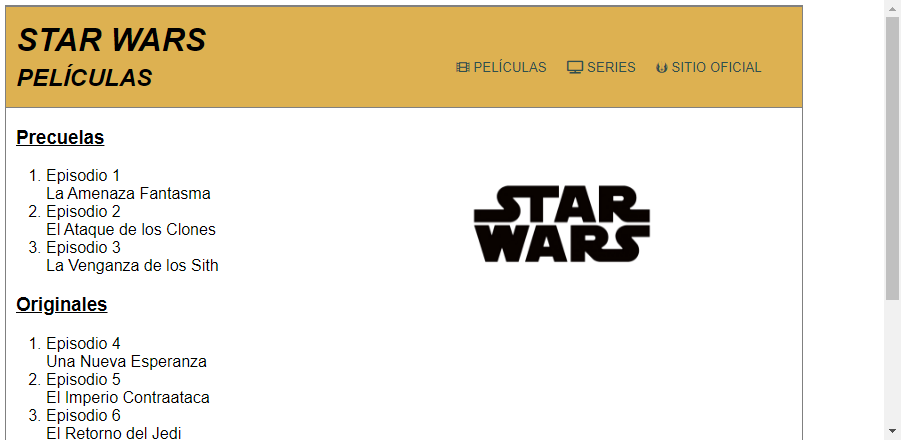 STAR WARS
PELÍCULAS
PELÍCULAS SERIES SITIO OFICIAL
Precuelas
1. Episodio 1
La Amenaza Fantasma
2. Episodio 2
El Ataque de los Clones
3. Episodio 3
La Venganza de los Sith
STAR
WARS
Originales
1. Episodio 4
Una Nueva Esperanza
2. Episodio 5
El Imperio Contraataca
3. Episodio 6
El Retorno del Jedi